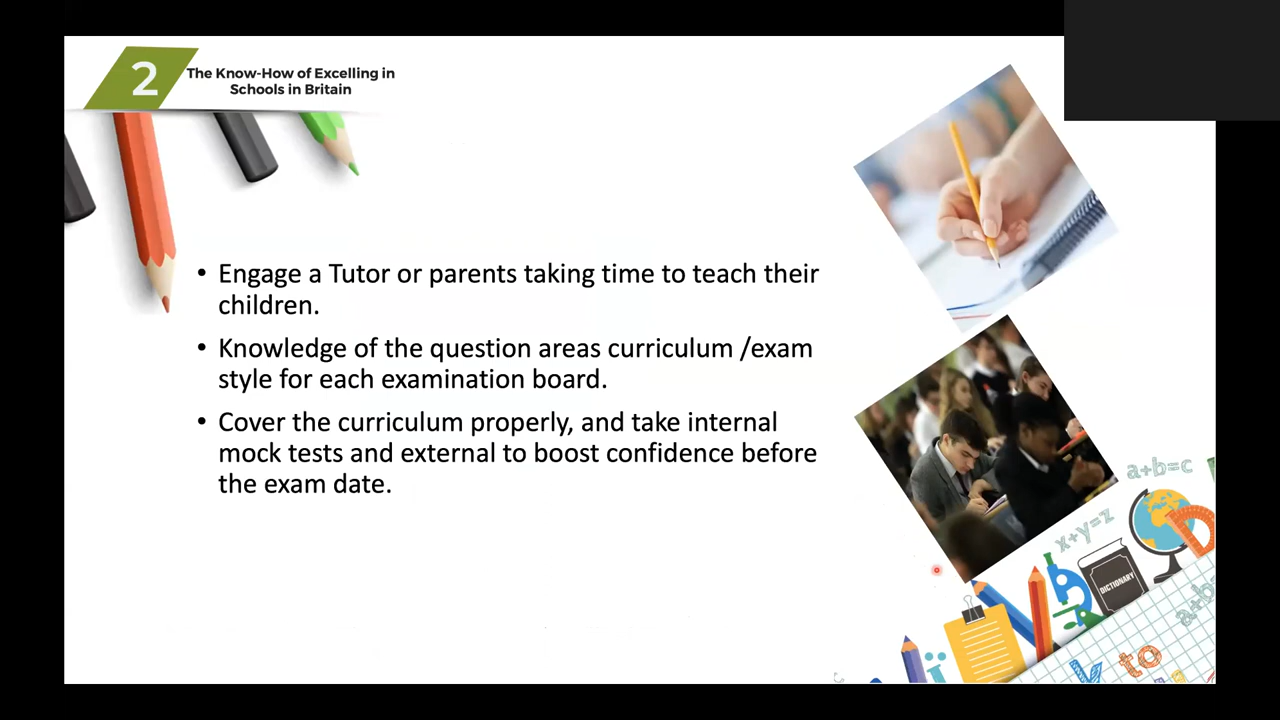 2
The Know-How of Excelling in
Schools in Britain
• Engage a Tutor or parents taking time to teach their
children.
• Knowledge of the question areas curriculum /exam
style for each examination board.
• Cover the curriculum properly, and take internal
mock tests and external to boost confidence before
the exam date.
a+b=c
x+y=z
DICTIONARY
a+b
to